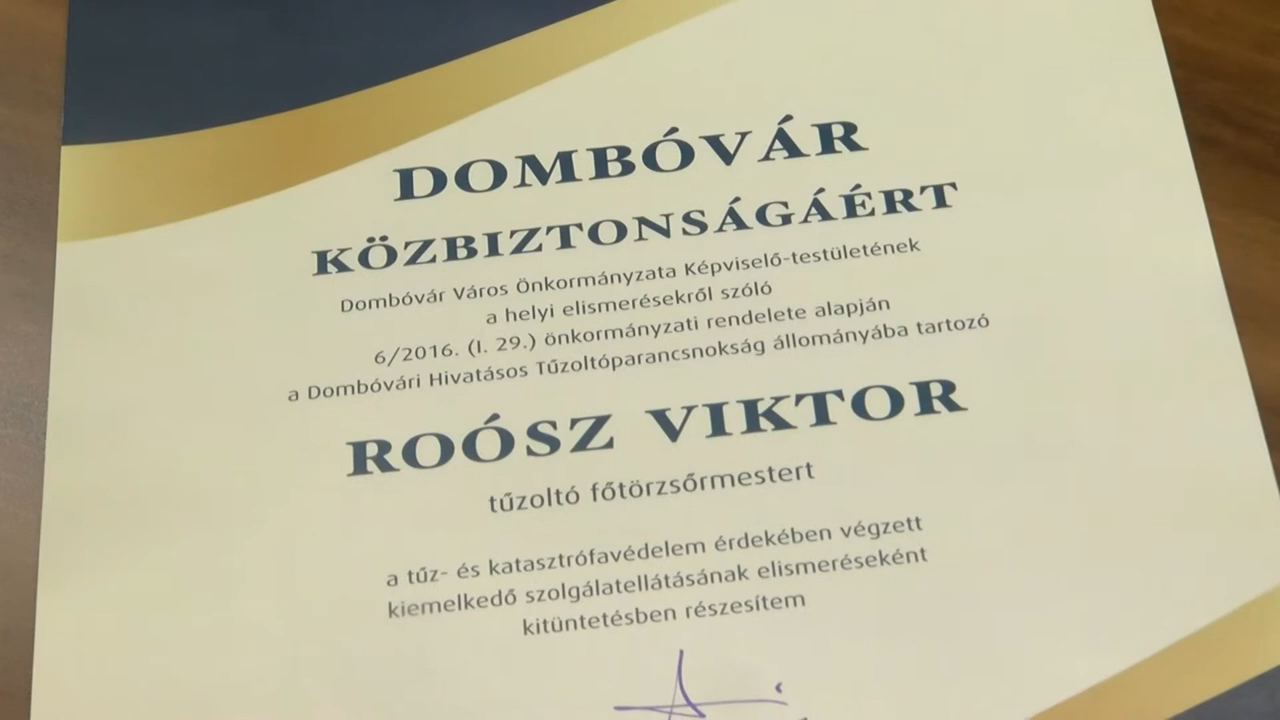 DOMBÓVÁR
KÖZBIZTONSÁGÁÉRT
Dombóvár Város Önkormányzata Képviselő-testületének
a helyi elismerésekről szóló
6/2016. (I. 29.) önkormányzati rendelete alapján
a Dombóvári Hivatásos Tűzoltóparancsnokság állományába tartozó
ROÓSZ VIKTOR
tűzoltó főtörzsőrmestert
a tűz- és katasztrófavédelem érdekében végzett
kiemelkedő szolgálatellátásának elismeréseként
kitüntetésben részesítem